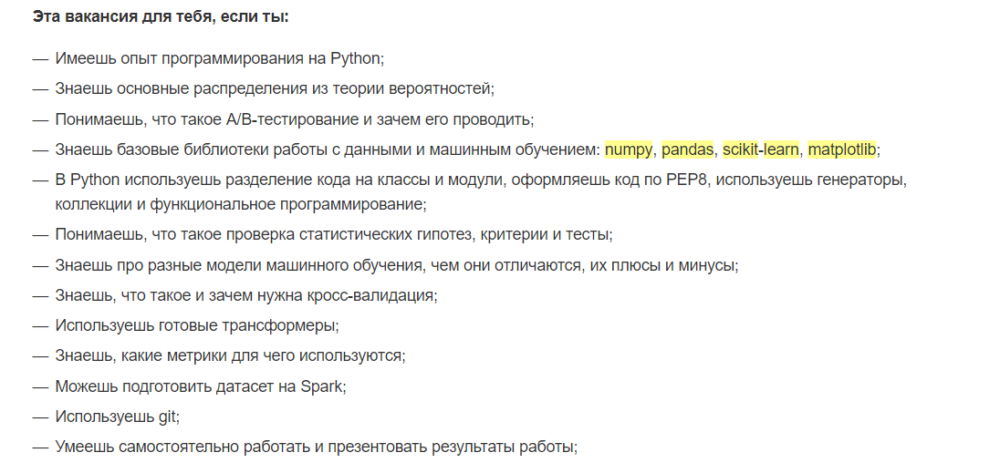 Эта вакансия для тебя, если ты:
— Имеешь опыт программирования на Python;
— Знаешь основные распределения из теории вероятностей;
— Понимаешь, что такое A/B-тестирование и зачем его проводить;
— Знаешь базовые библиотеки работы с данными и машинным обучением: numpy, pandas, scikit-learn, matplotlib;
— В Python используешь разделение кода на классы и модули, оформляешь код по PEP8, используешь генераторы,
коллекции и функциональное программирование;
— Понимаешь, что такое проверка статистических гипотез, критерии и тесты;
— Знаешь про разные модели машинного обучения, чем они отличаются, их плюсы и минусы;
— Знаешь, что такое и зачем нужна кросс-валидация;
— Используешь готовые трансформеры;
— Знаешь, какие метрики для чего используются;
— Можешь подготовить датасет на Spark;
— Используешь git;
— Умеешь самостоятельно работать и презентовать результаты работы;